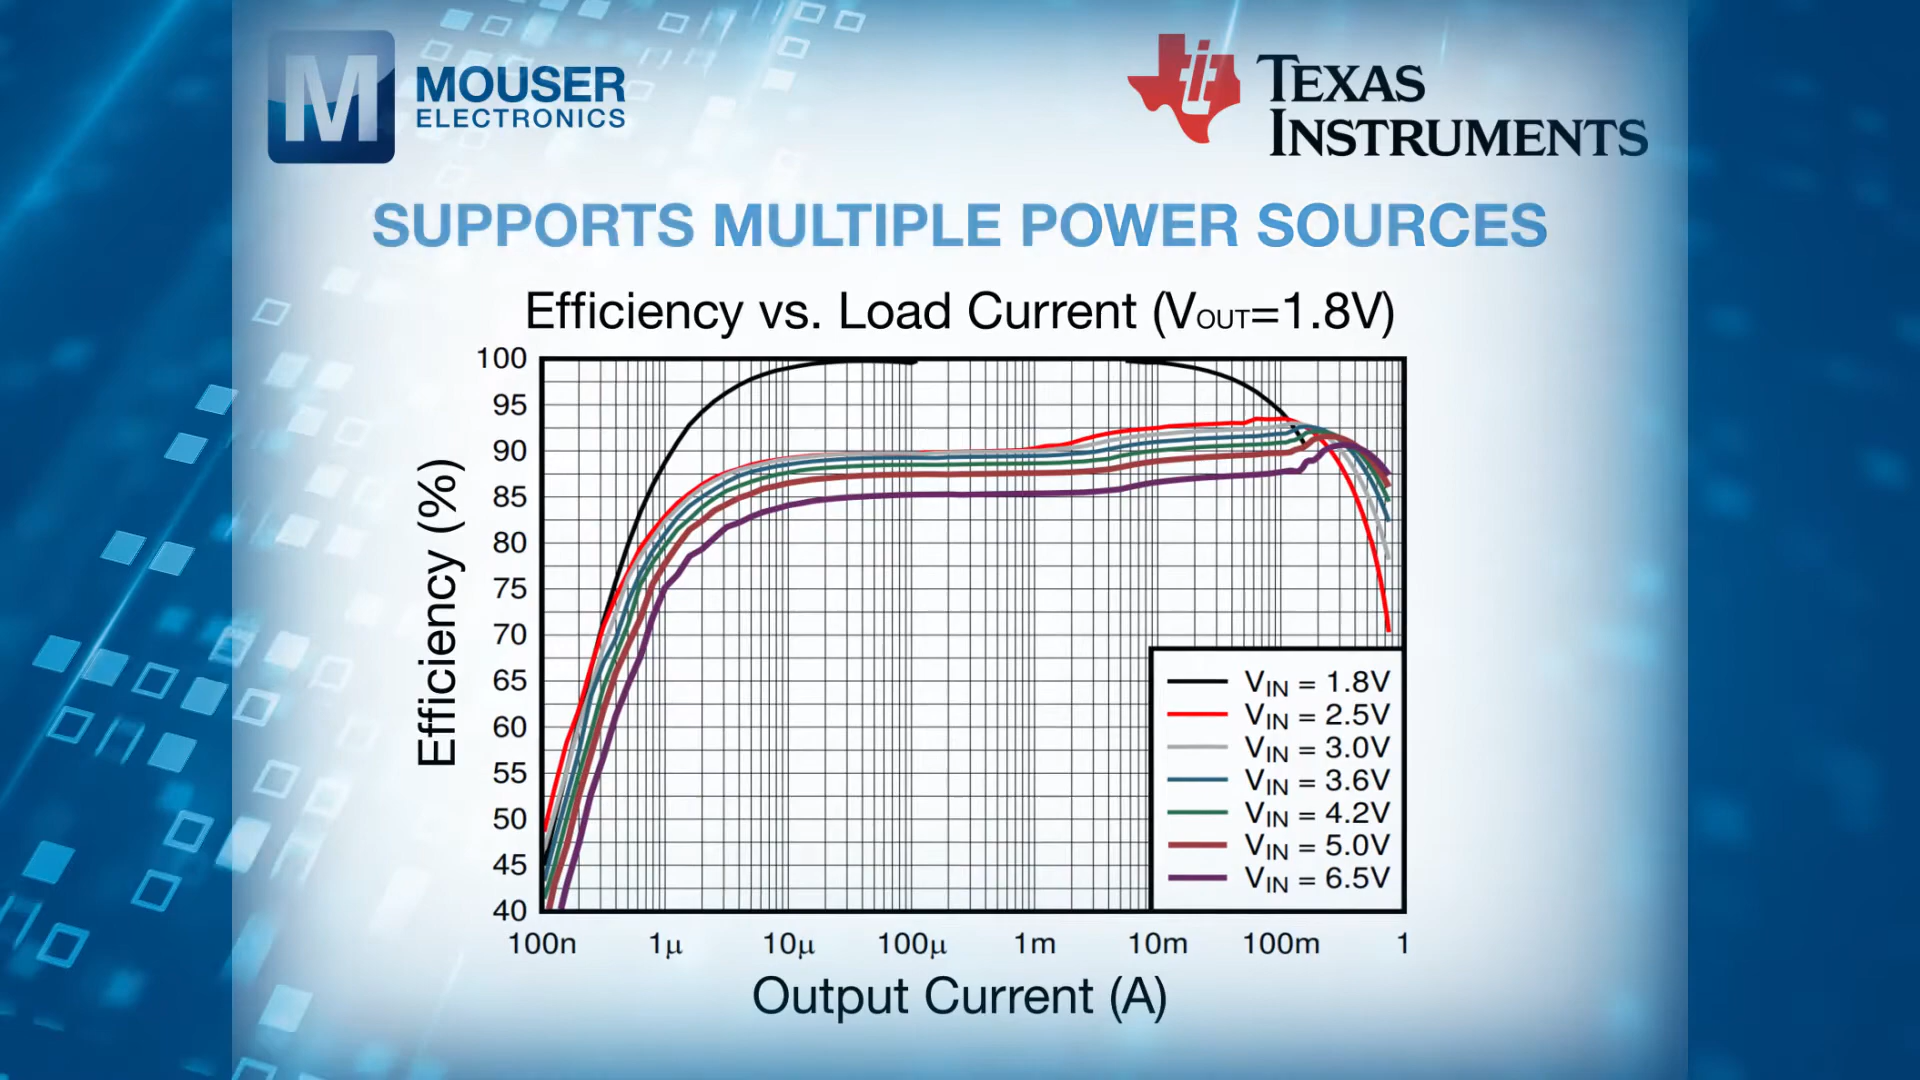 M
MOUSER
ELECTRONICS
TEXAS
INSTRUMENTS
SUPPORTS MULTIPLE POWER SOURCES
Efficiency vs. Load Current (VOUT=1.8V)
100
95
90
85
80
75
70
65
60
55
50
45
40
Efficiency (%)
VIN = 1.8V
VIN = 2.5V
VIN = 3.0V
VIN = 3.6V
VIN = 4.2V
VIN = 5.0V
VIN = 6.5V
100n 1µ 10µ 100µ 1m 10m 100m 1
Output Current (A)